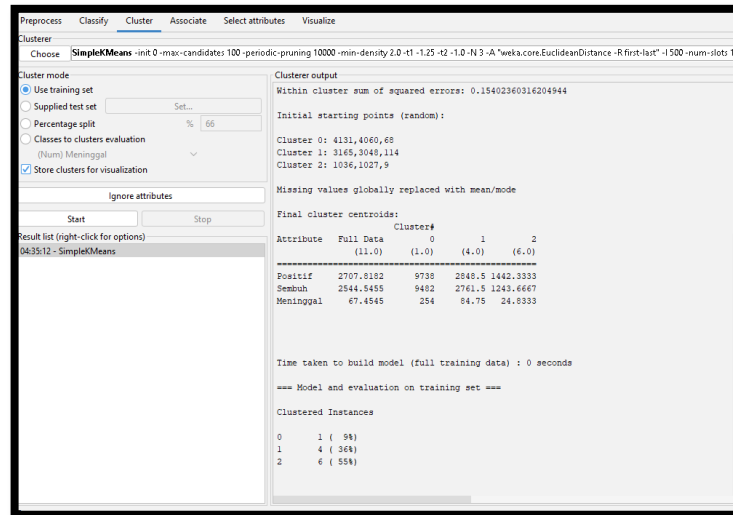 Preprocess Classify Cluster Associate Select attributes Visualize
Clusterer
Choose SimpleKMeans -init 0 -max-candidates 100 -periodic-pruning 10000 -min-density 2.0 -t1 -1.25 -t2 -1.0 -N 3 -A "weka.core.EuclideanDistance -R first-last" -I 500 -num-slots 1
Cluster mode
Use training set
Supplied test set Set...
Percentage split % 66
Classes to clusters evaluation
(Num) Meninggal
Store clusters for visualization
Ignore attributes
Start Stop
Result list (right-click for options)
04:35:12 - SimpleKMeans
Clusterer output
Within cluster sum of squared errors: 0.15402360316204944
Initial starting points (random):
Cluster 0: 4131,4060,68
Cluster 1: 3165,3048,114
Cluster 2: 1036,1027,9
Missing values globally replaced with mean/mode
Final cluster centroids:
Cluster#
Attribute Full Data 0 1 2
(11.0) (1.0) (4.0) (6.0)
==================================================
Positif 2707.8182 9738 2848.5 1442.3333
Sembuh 2544.5455 9482 2761.5 1243.6667
Meninggal 67.4545 254 84.75 24.8333
Time taken to build model (full training data) : 0 seconds
=== Model and evaluation on training set ===
Clustered Instances
0 1 ( 9%)
1 4 ( 36%)
2 6 ( 55%)